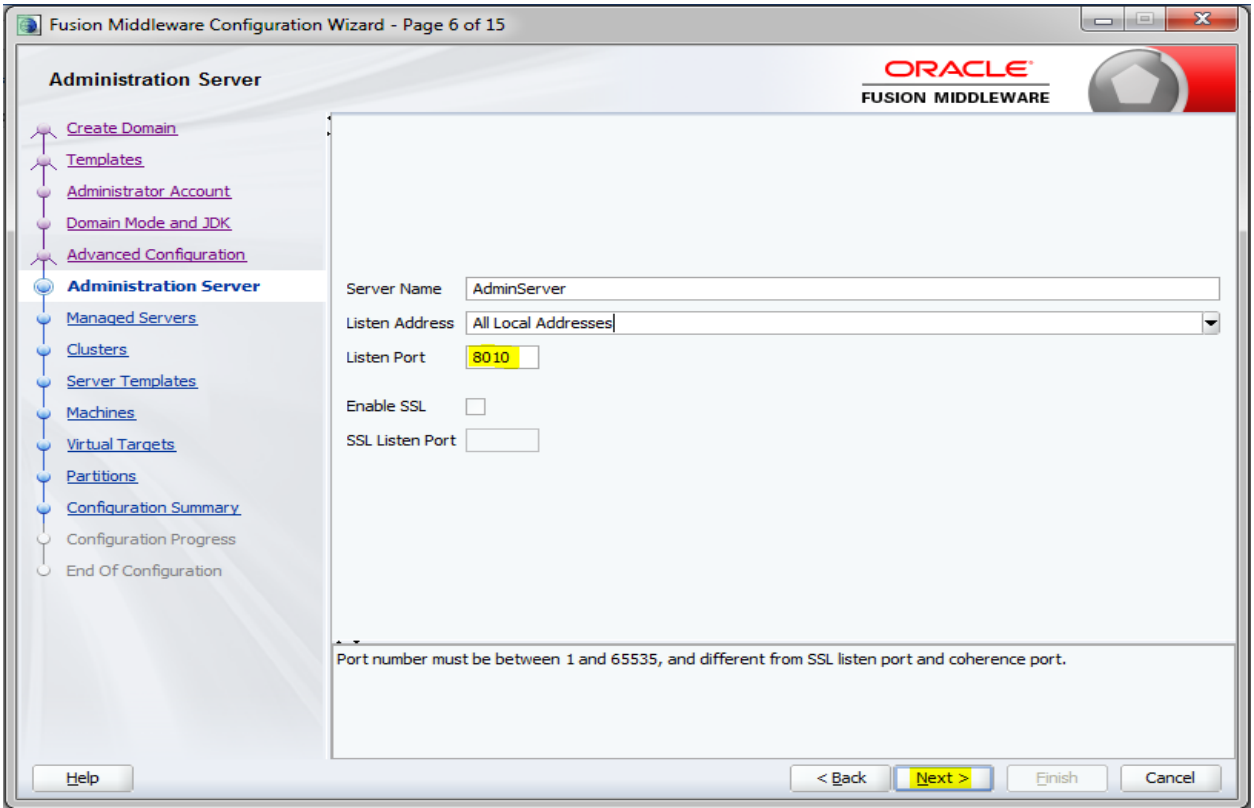 Fusion Middleware Configuration Wizard - Page 6 of 15
Administration Server
ORACLE
FUSION MIDDLEWARE
Create Domain
Templates
Administrator Account
Domain Mode and JDK
Advanced Configuration
Administration Server
Managed Servers
Clusters
Server Templates
Machines
Virtual Targets
Partitions
Configuration Summary
Configuration Progress
End Of Configuration
Server Name AdminServer
Listen Address All Local Addresses
Listen Port 8010
Enable SSL
SSL Listen Port
Port number must be between 1 and 65535, and different from SSL listen port and coherence port.
Help < Back Next > Finish Cancel